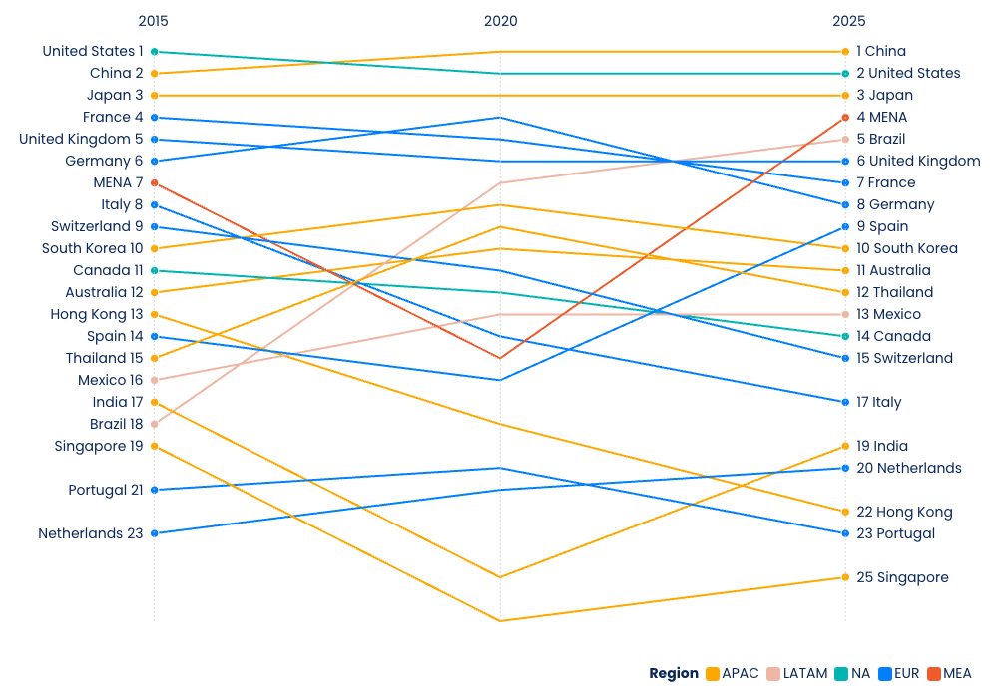 2015 2020 2025
United States 1 1 China
China 2 2 United States
Japan 3 3 Japan
France 4 4 MENA
United Kingdom 5 5 Brazil
Germany 6 6 United Kingdom
MENA 7 7 France
Italy 8 8 Germany
Switzerland 9 9 Spain
South Korea 10 10 South Korea
Canada 11 11 Australia
Australia 12 12 Thailand
Hong Kong 13 13 Mexico
Spain 14 14 Canada
Thailand 15 15 Switzerland
Mexico 16
India 17 17 Italy
Brazil 18
Singapore 19 19 India
20 Netherlands
Portugal 21
22 Hong Kong
Netherlands 23 23 Portugal
25 Singapore
Region APAC LATAM NA EUR MEA